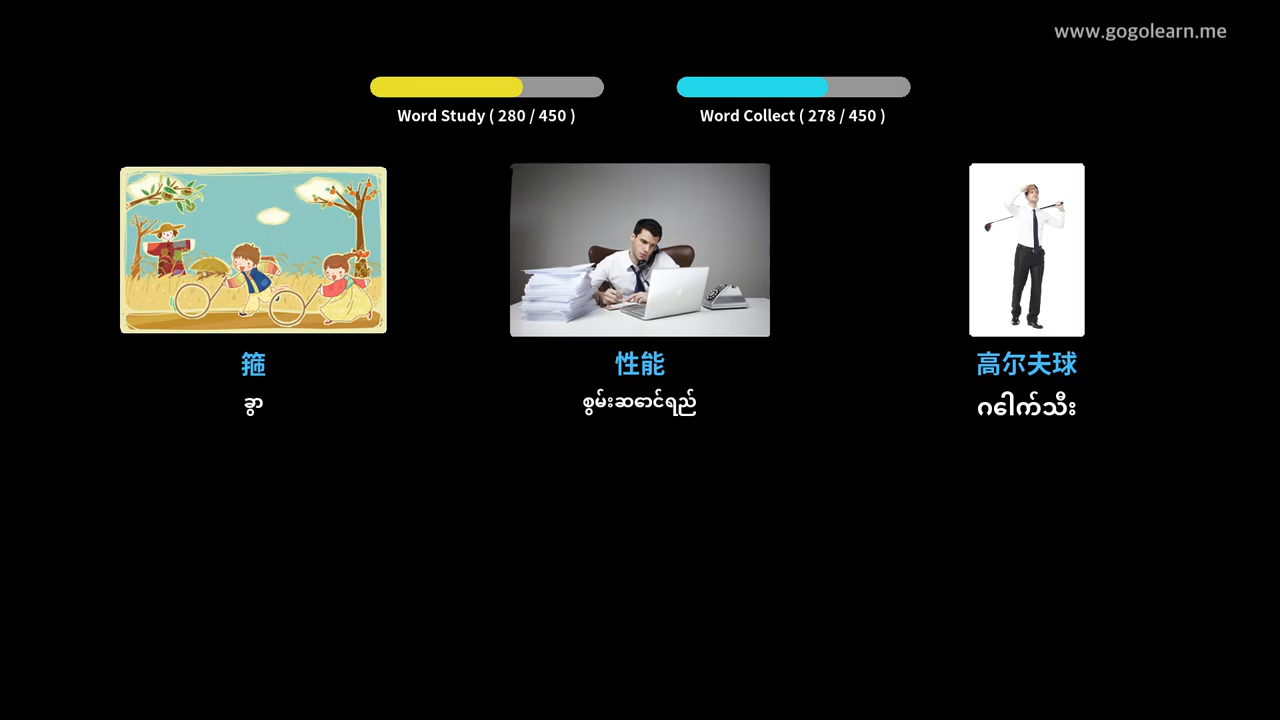 www.gogolearn.me
Word Study ( 280 / 450 )
Word Collect ( 278 / 450 )
箍
性能
高尔夫球
ခွာ
စွမ်းဆောင်ရည်
ဂေါက်သီး